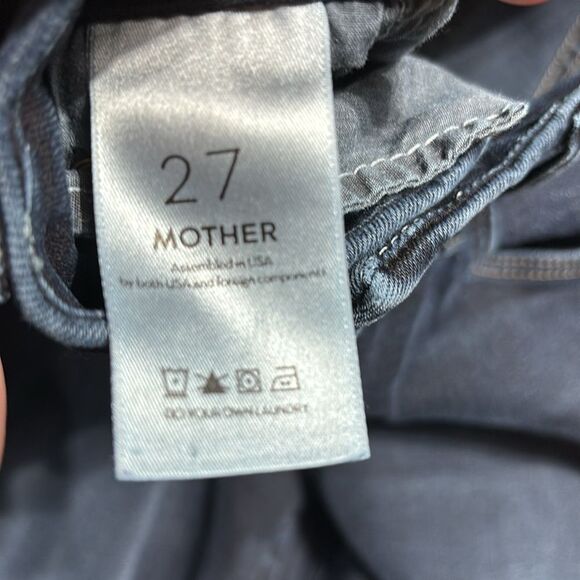 27
MOTHER
Assembled in USA
by both USA and foreign components
DO YOUR OWN LAUNDRY